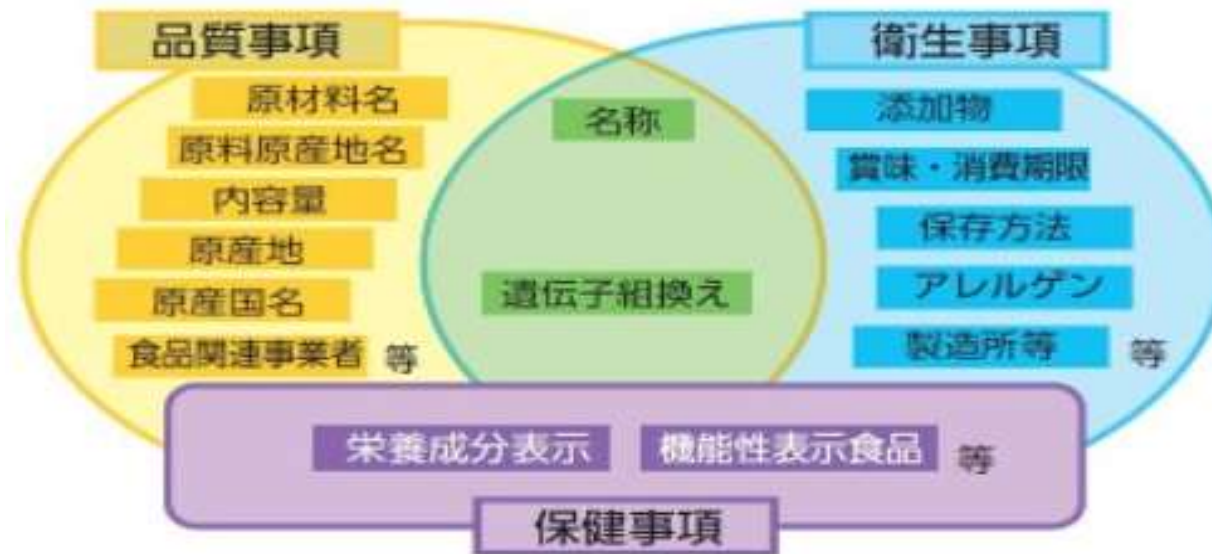 品質事項
原材料名
原料原産地名
内容量
原産地
原産国名
食品関連事業者 等
名称
遺伝子組換え
衛生事項
添加物
賞味・消費期限
保存方法
アレルゲン
製造所等 等
栄養成分表示 機能性表示食品 等
保健事項